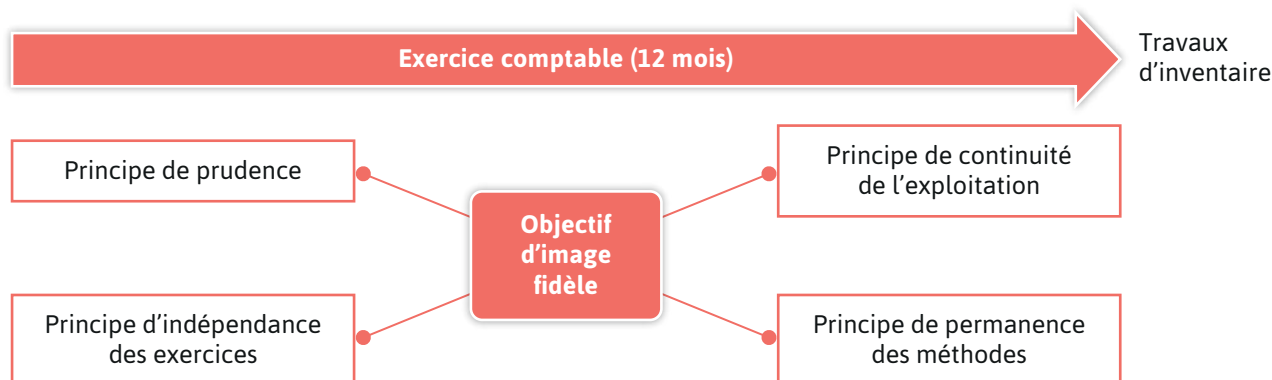 Exercice comptable (12 mois)
Travaux
d’inventaire
Principe de prudence
Principe de continuité
de l’exploitation
Objectif
d’image
fidèle
Principe d’indépendance
des exercices
Principe de permanence
des méthodes